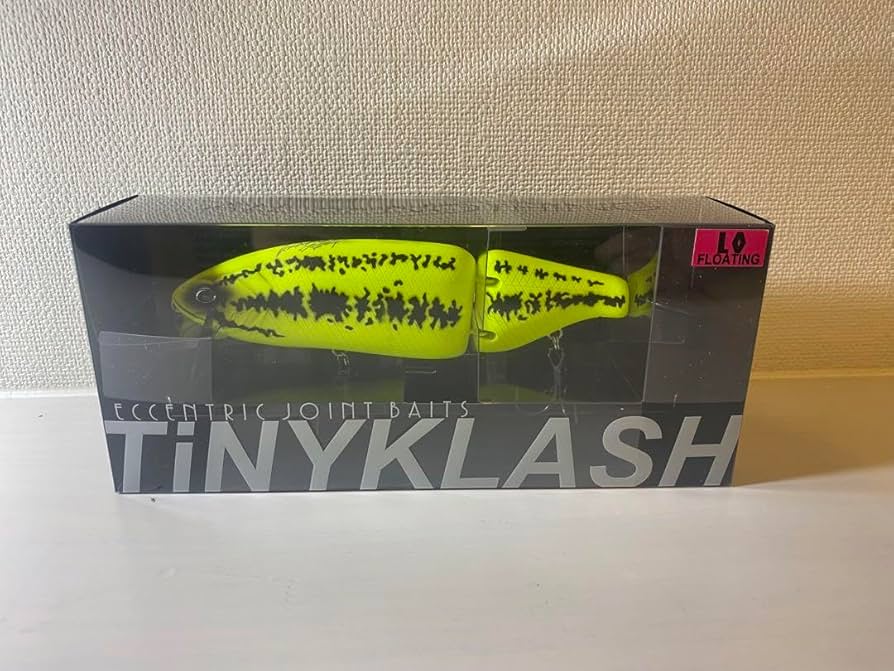 LO
FLOATING
ECCENTRIC JOINT BAITS
TiNYKLASH